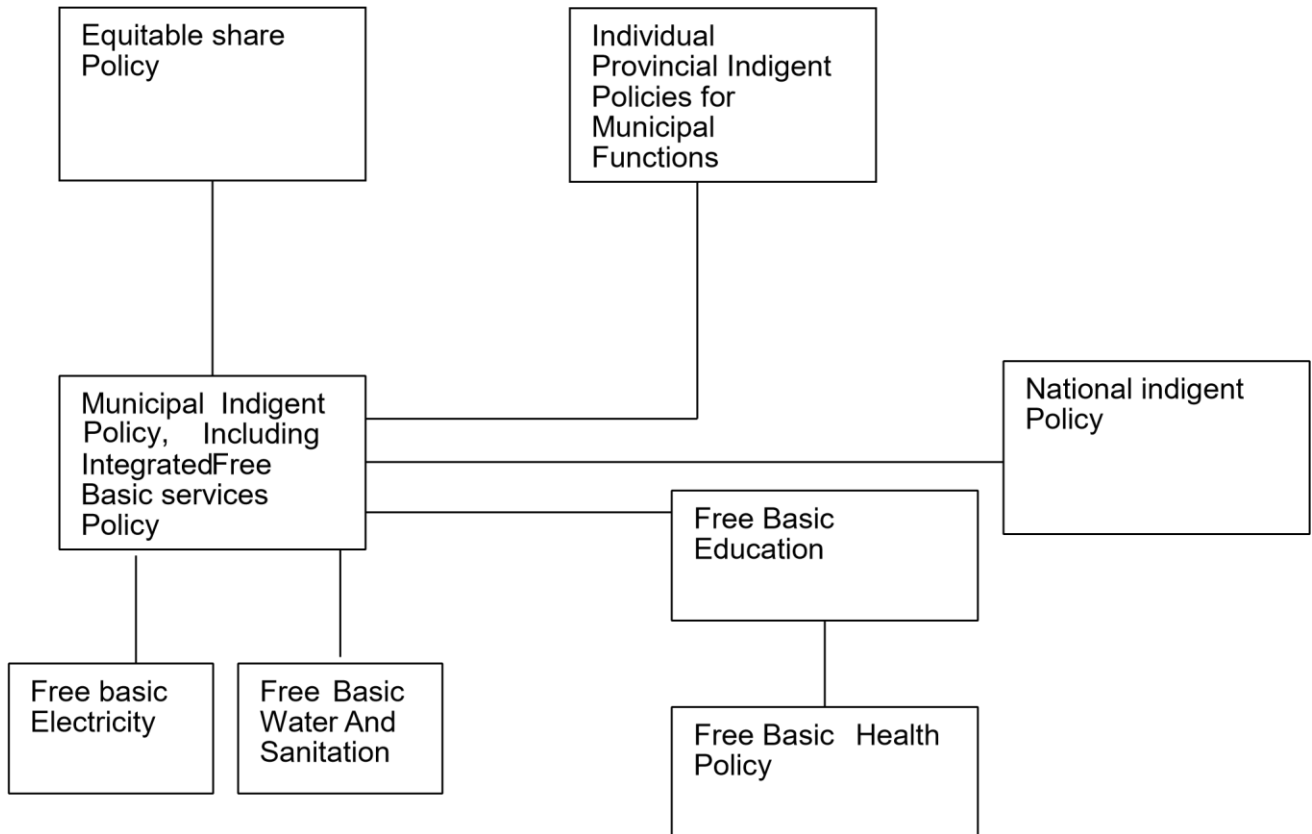 Equitable share
Policy
Individual
Provincial Indigent
Policies for
Municipal
Functions
Municipal Indigent
Policy, Including
IntegratedFree
Basic services
Policy
National indigent
Policy
Free Basic
Education
Free basic
Electricity
Free Basic
Water And
Sanitation
Free Basic Health
Policy